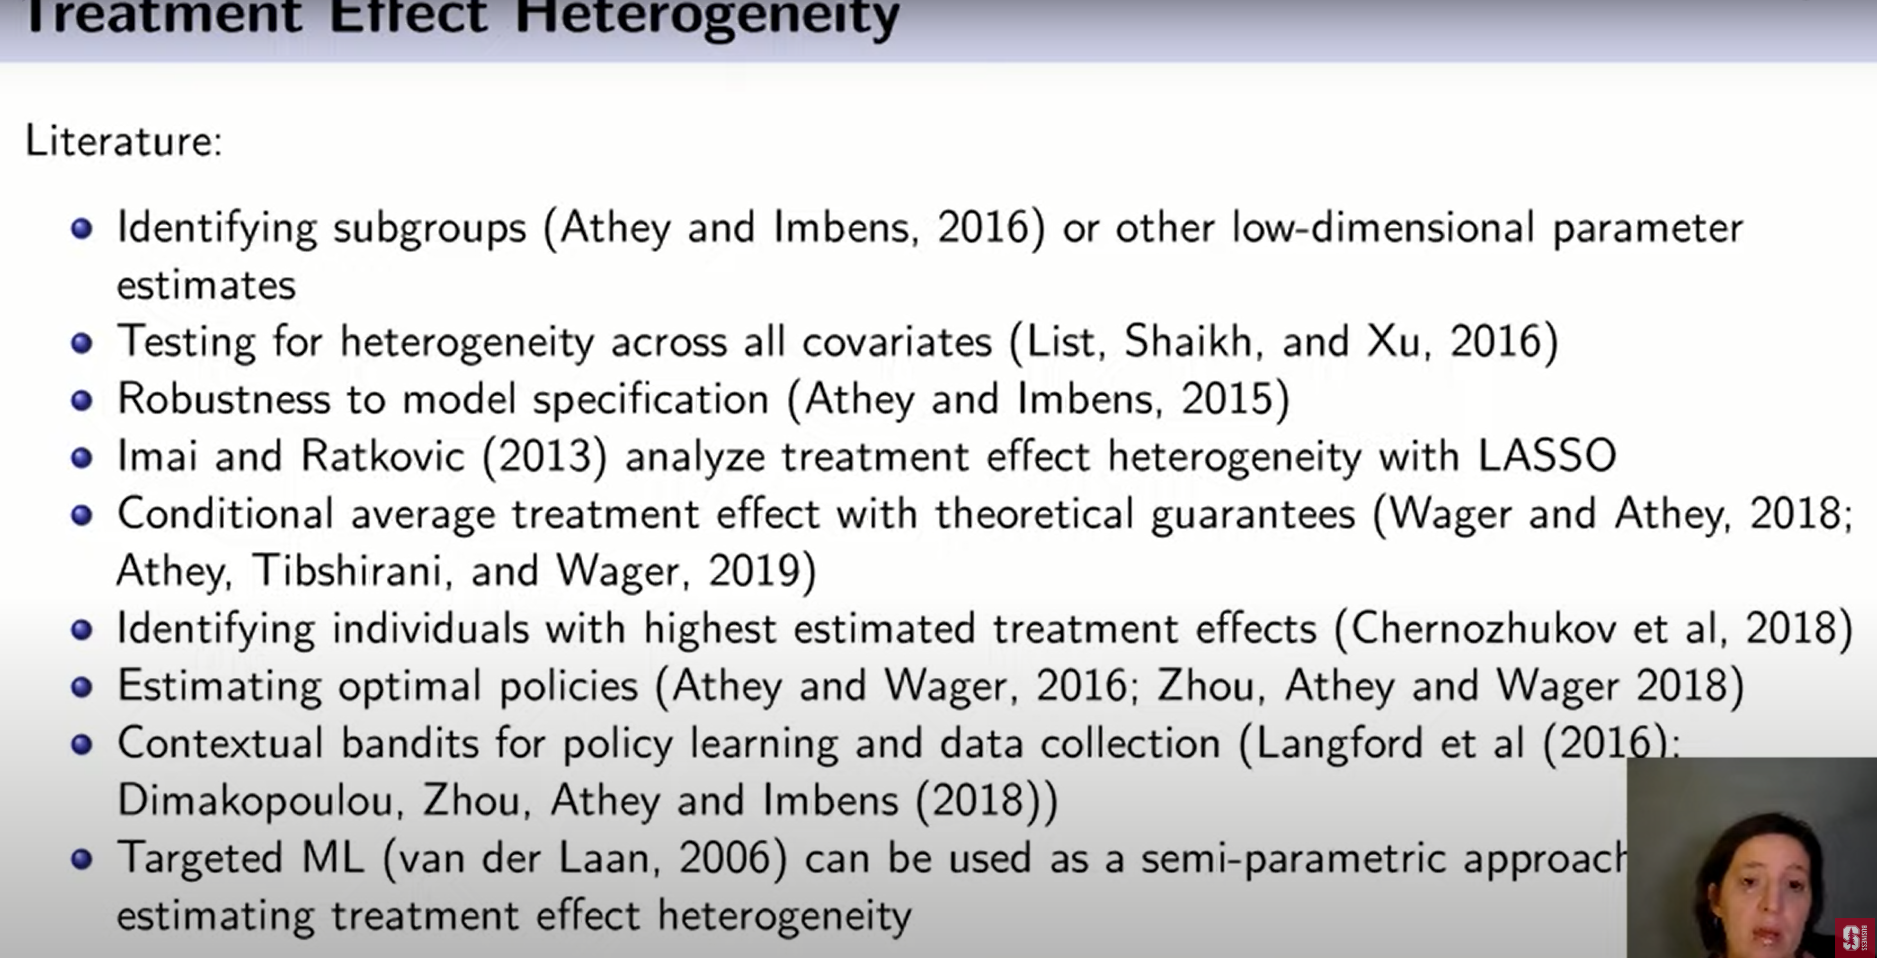 Treatment Effect Heterogeneity
Literature:
Identifying subgroups (Athey and Imbens, 2016) or other low-dimensional parameter
estimates
Testing for heterogeneity across all covariates (List, Shaikh, and Xu, 2016)
Robustness to model specification (Athey and Imbens, 2015)
Imai and Ratkovic (2013) analyze treatment effect heterogeneity with LASSO
Conditional average treatment effect with theoretical guarantees (Wager and Athey, 2018;
Athey, Tibshirani, and Wager, 2019)
Identifying individuals with highest estimated treatment effects (Chernozhukov et al, 2018)
Estimating optimal policies (Athey and Wager, 2016; Zhou, Athey and Wager 2018)
Contextual bandits for policy learning and data collection (Langford et al (2016);
Dimakopoulou, Zhou, Athey and Imbens (2018))
Targeted ML (van der Laan, 2006) can be used as a semi-parametric approach
estimating treatment effect heterogeneity
S BUSINESS